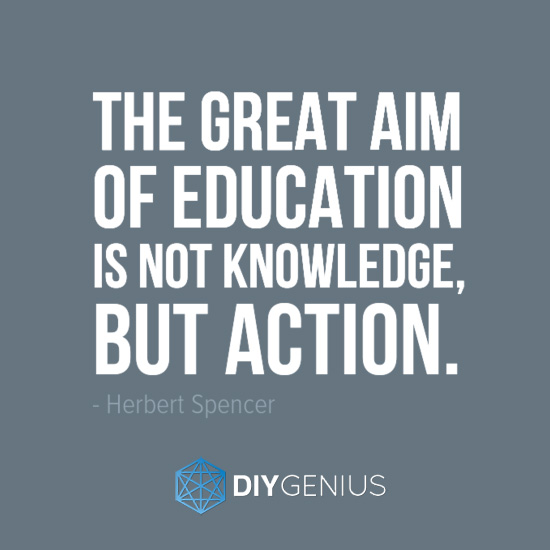 THE GREAT AIM
OF EDUCATION
IS NOT KNOWLEDGE,
BUT ACTION.
- Herbert Spencer
DIYGENIUS